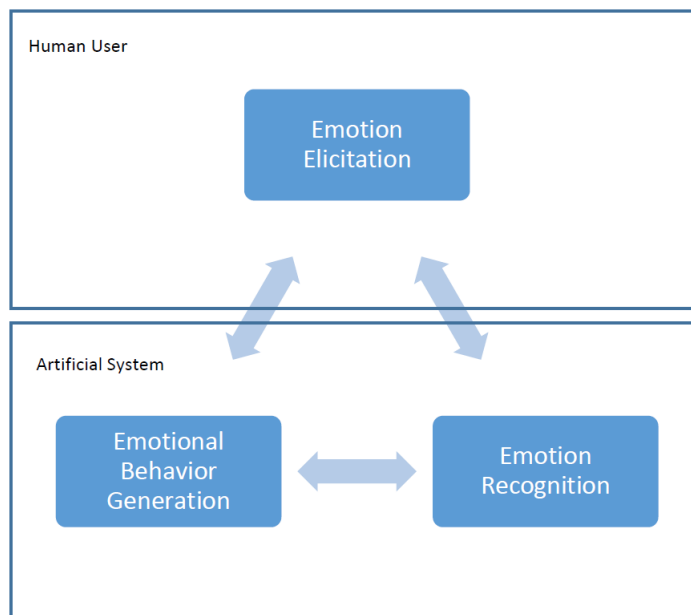 Human User
Emotion
Elicitation
Artificial System
Emotional
Behavior
Generation
Emotion
Recognition